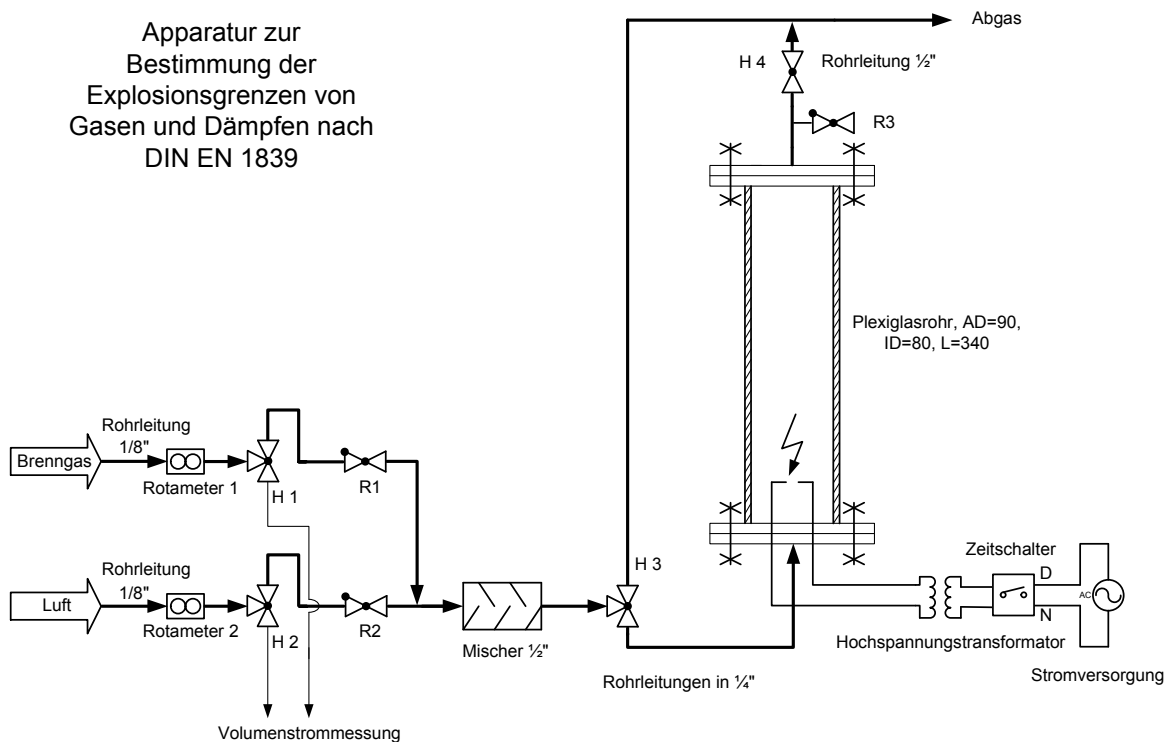 Apparatur zur
Bestimmung der
Explosionsgrenzen von
Gasen und Dämpfen nach
DIN EN 1839
Abgas
H 4
Rohrleitung ½"
R3
Plexiglasrohr, AD=90,
ID=80, L=340
Brenngas
Rohrleitung
1/8"
Rotameter 1
H 1
R1
Luft
Rohrleitung
1/8"
Rotameter 2
H 2
R2
Mischer ½"
H 3
Rohrleitungen in ¼"
Zeitschalter
D
N
AC
Hochspannungstransformator
Stromversorgung
Volumenstrommessung